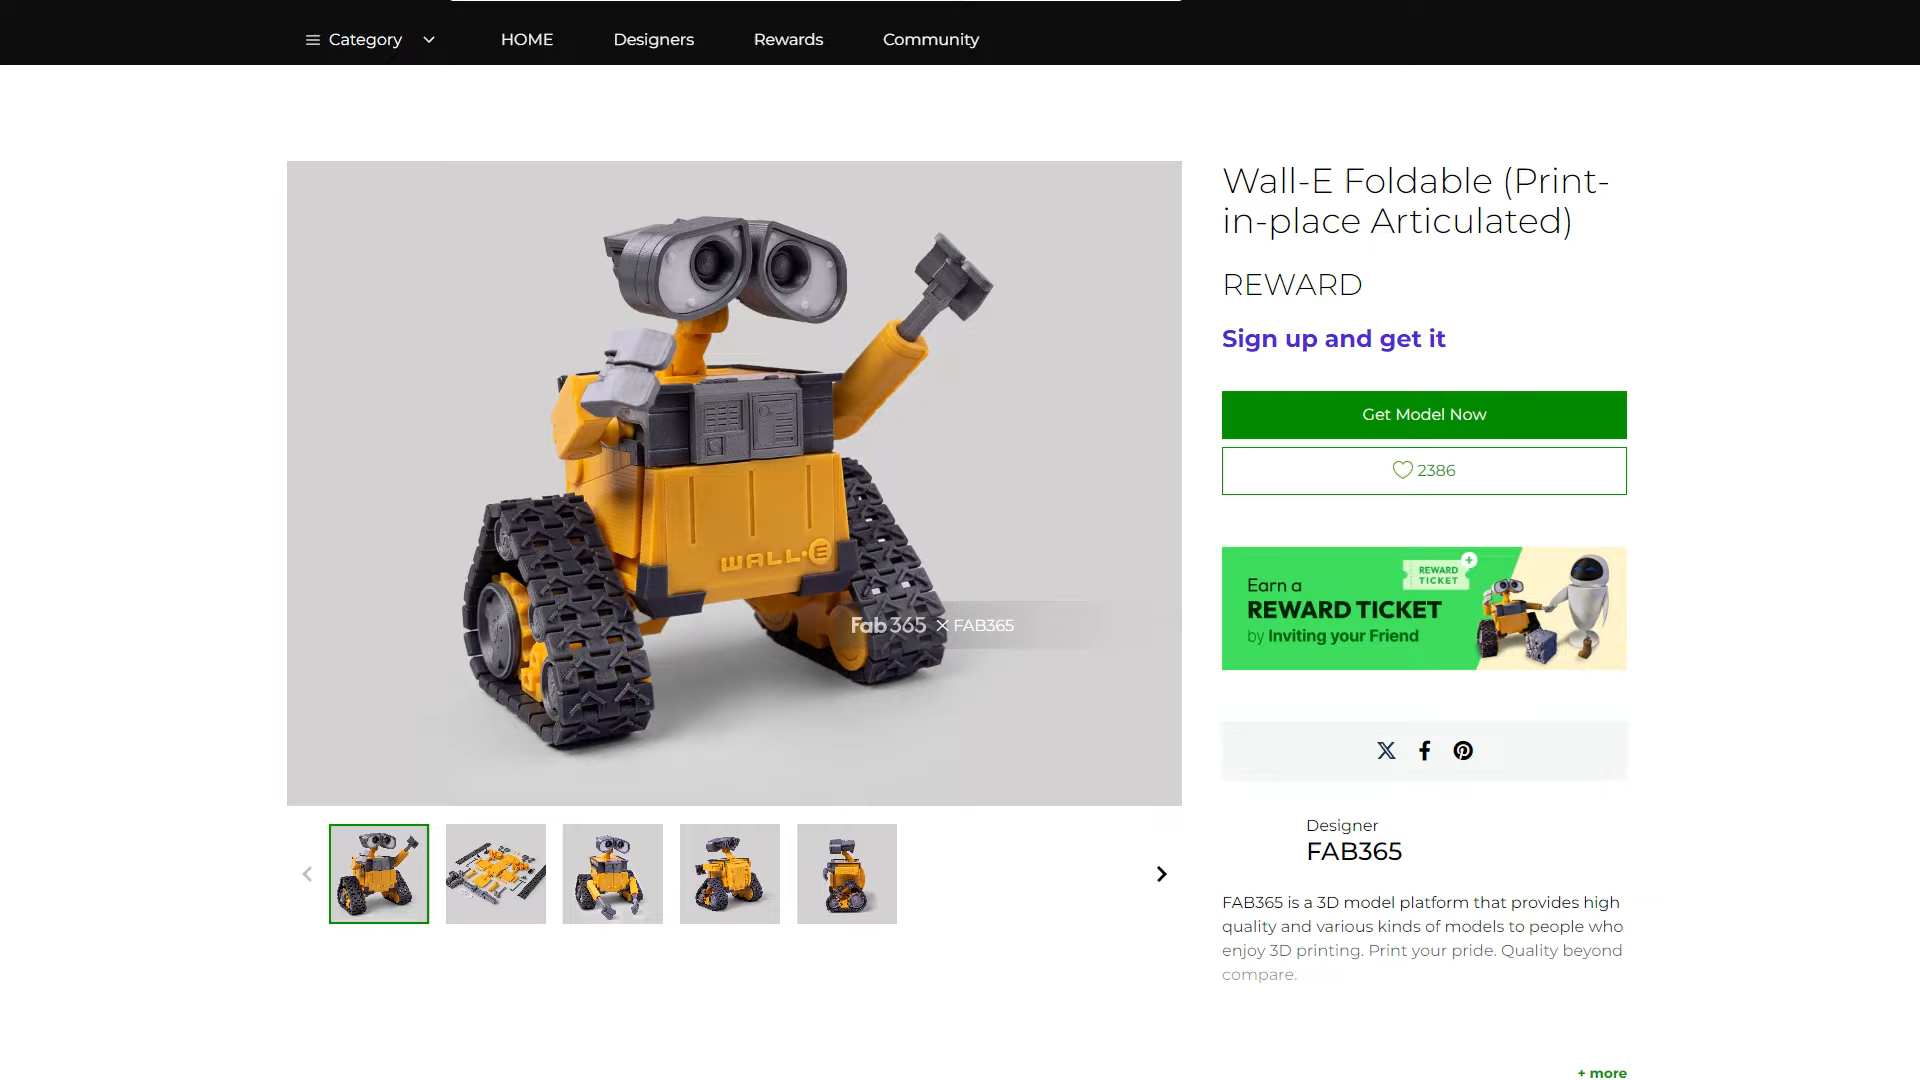 Category
HOME
Designers
Rewards
Community
WALL·E
Fab365 × FAB365
Wall-E Foldable (Print-
in-place Articulated)
REWARD
Sign up and get it
Get Model Now
2386
REWARD
TICKET
Earn a
REWARD TICKET
by Inviting your Friend
Designer
FAB365
FAB365 is a 3D model platform that provides high
quality and various kinds of models to people who
enjoy 3D printing. Print your pride. Quality beyond
compare.
+ more